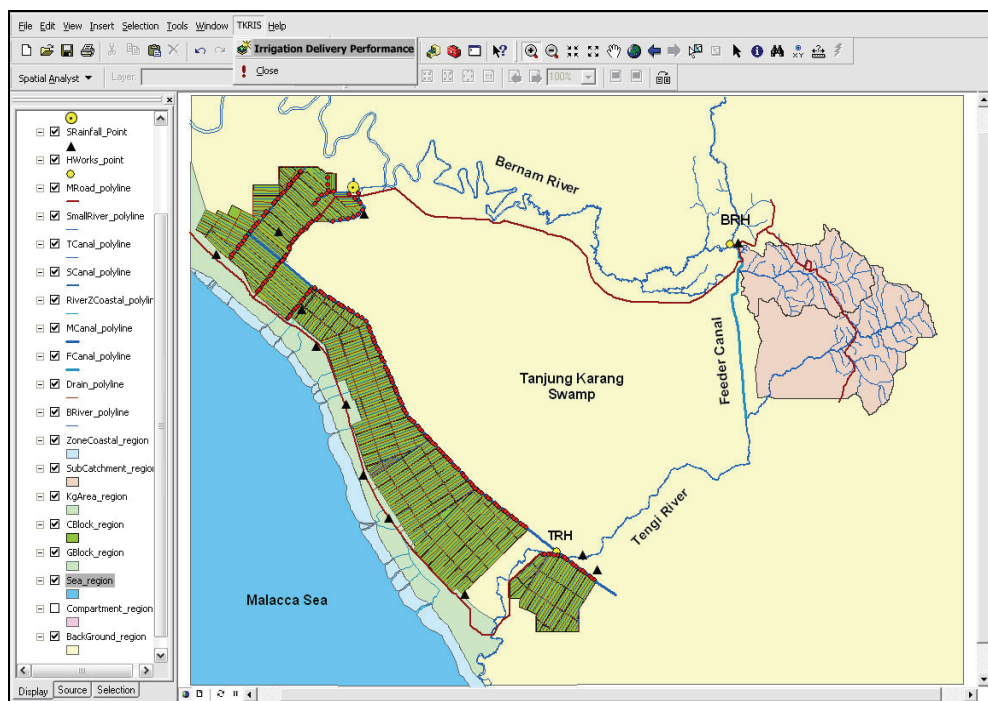 File Edit View Insert Selection Tools Window TKRIS Help
Irrigation Delivery Performance
Close
Spatial Analyst Layer:
100%
SRainfall_Point
HWorks_point
MRoad_polyline
SmallRiver_polyline
TCanal_polyline
SCanal_polyline
RiverZCoastal_polylin
MCanal_polyline
FCanal_polyline
Drain_polyline
BRiver_polyline
ZoneCoastal_region
SubCatchment_region
KgArea_region
CBlock_region
GBlock_region
Sea_region
Compartment_region
BackGround_region
Display Source Selection
Bernam River
BRH
Feeder Canal
Tanjung Karang
Swamp
Tengi River
TRH
Malacca Sea